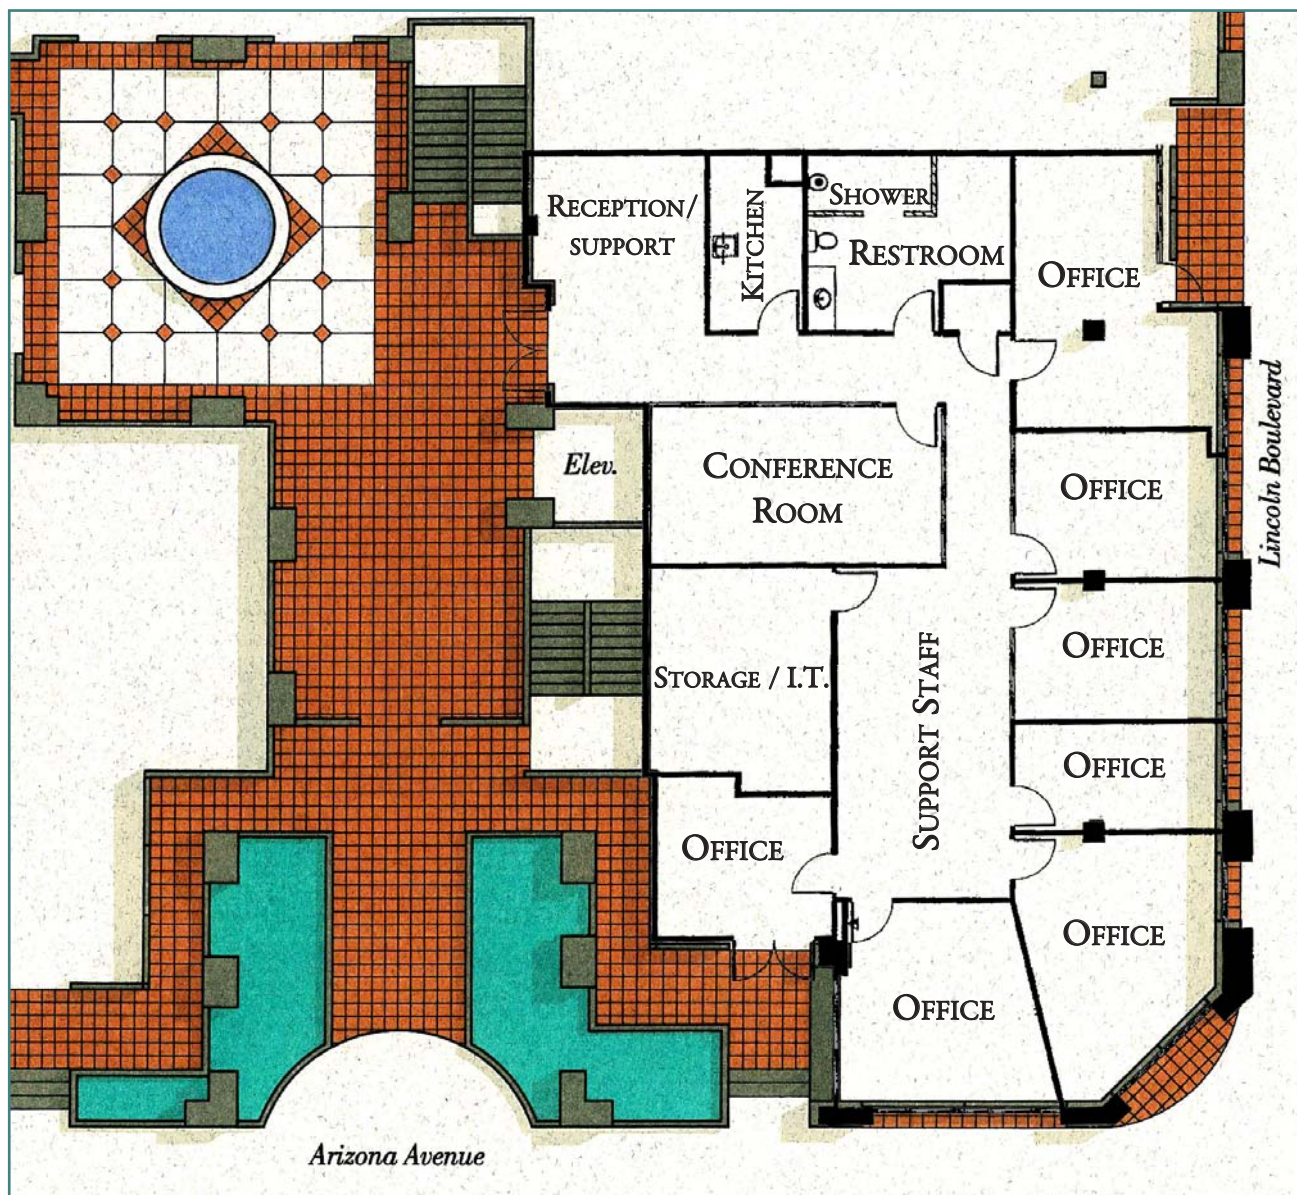 RECEPTION/
SUPPORT
KITCHEN
SHOWER
RESTROOM
OFFICE
Lincoln Boulevard
Elev.
CONFERENCE
ROOM
OFFICE
OFFICE
STORAGE / I.T.
SUPPORT STAFF
OFFICE
OFFICE
OFFICE
OFFICE
Arizona Avenue